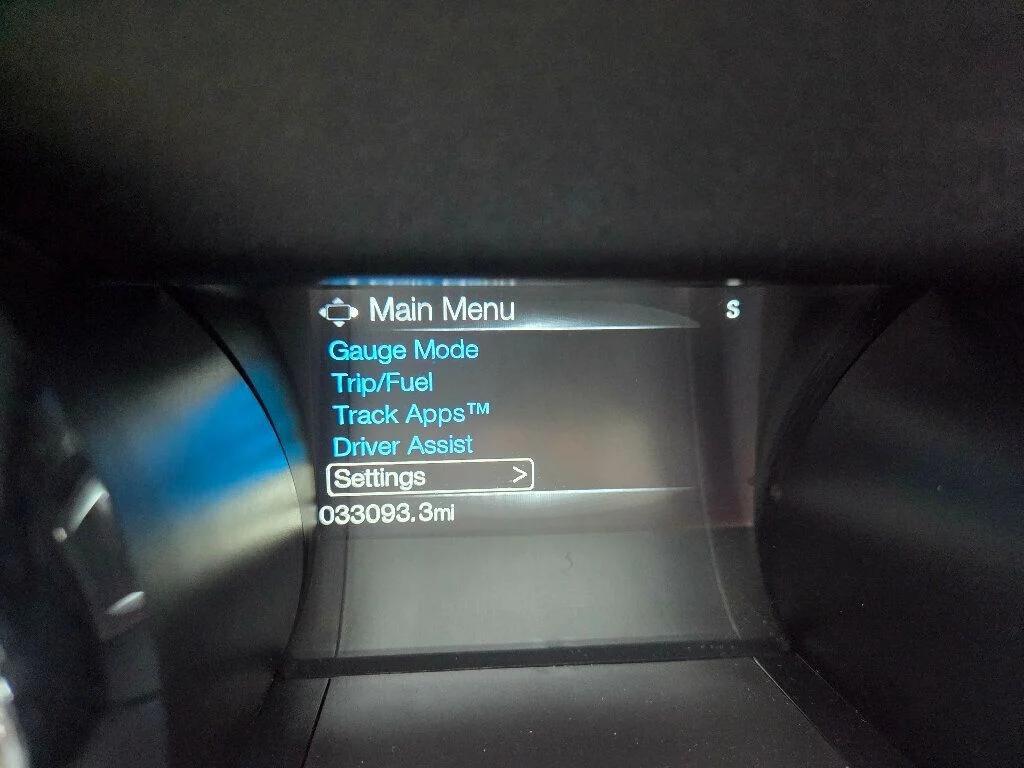 Main Menu
S
Gauge Mode
Trip/Fuel
Track Apps™
Driver Assist
Settings >
033093.3mi